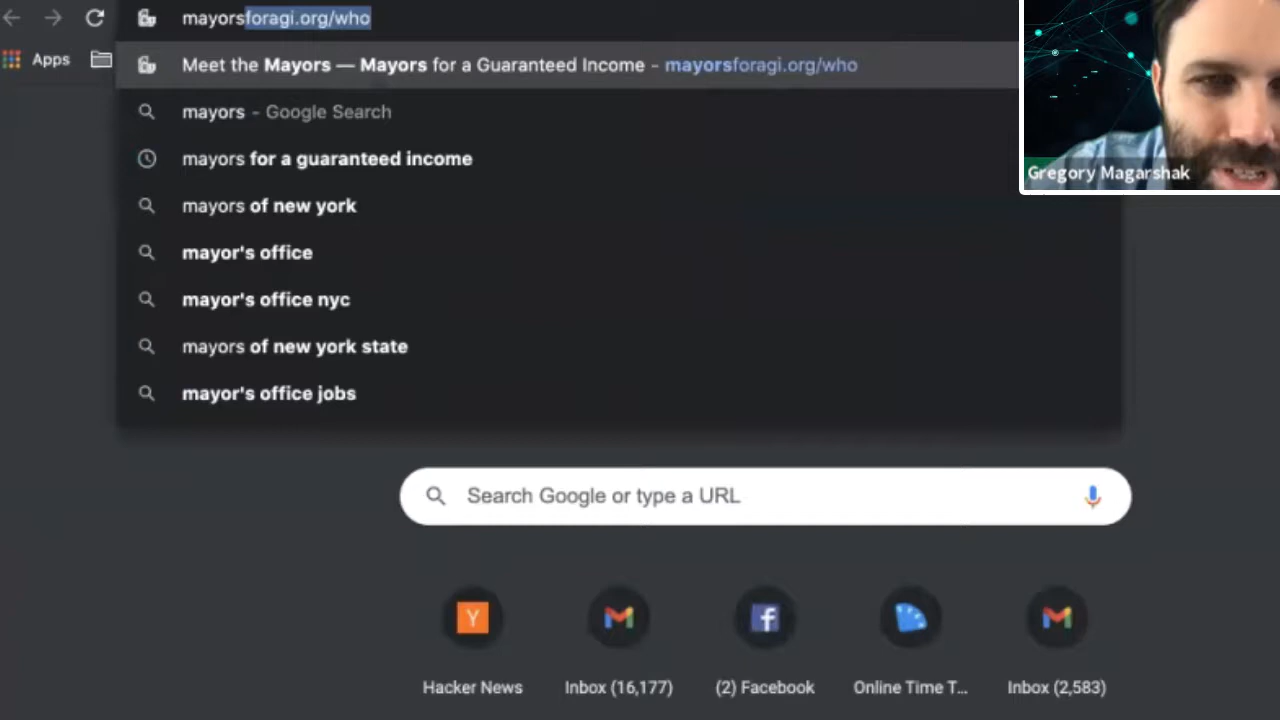 mayorsforagi.org/who
Apps
Meet the Mayors — Mayors for a Guaranteed Income - mayorsforagi.org/who
mayors - Google Search
mayors for a guaranteed income
mayors of new york
mayor's office
mayor's office nyc
mayors of new york state
mayor's office jobs
Gregory Magarshak
Search Google or type a URL
Y
f
Hacker News
Inbox (16,177)
(2) Facebook
Online Time T...
Inbox (2,583)